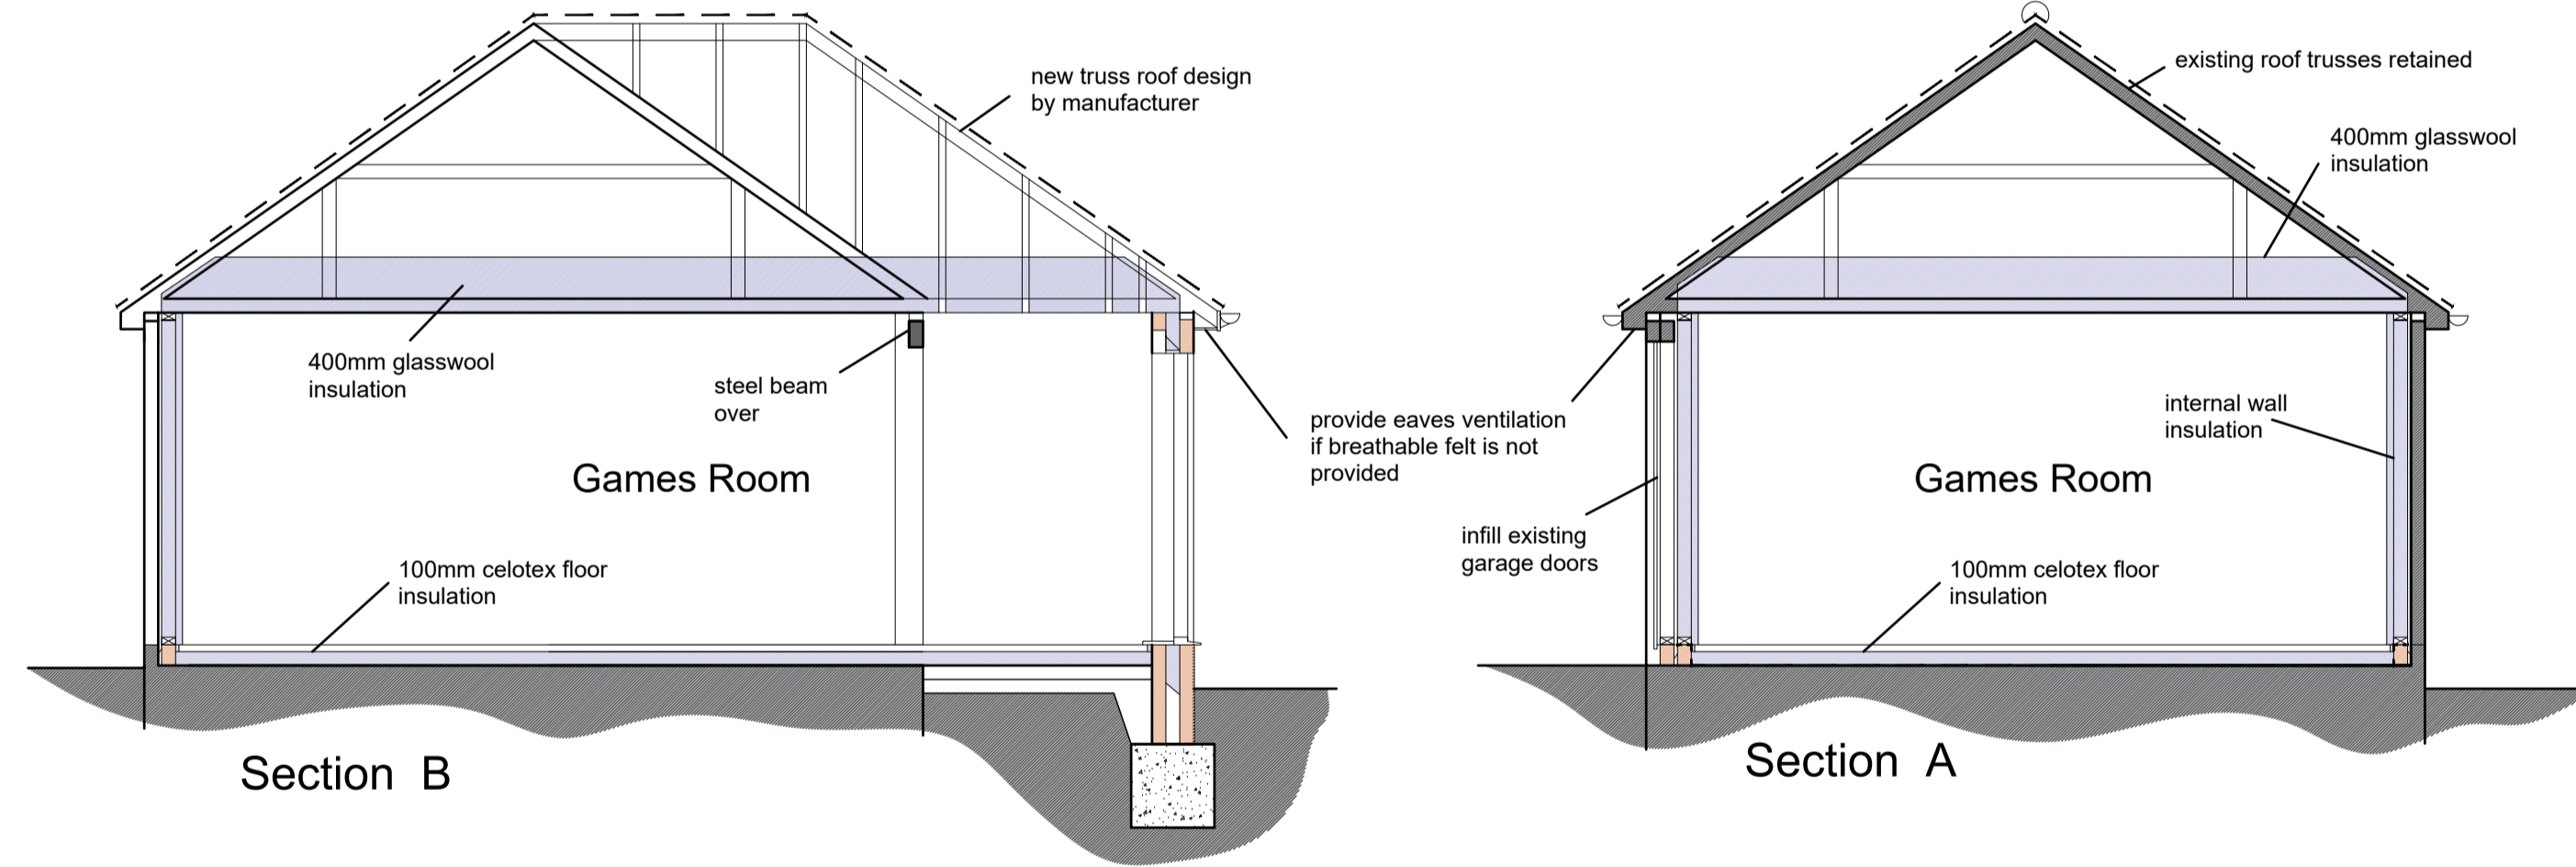 new truss roof design
by manufacturer
400mm glasswool
insulation
steel beam
over
Games Room
100mm celotex floor
insulation
Section B
provide eaves ventilation
if breathable felt is not
provided
existing roof trusses retained
400mm glasswool
insulation
internal wall
insulation
Games Room
infill existing
garage doors
100mm celotex floor
insulation
Section A